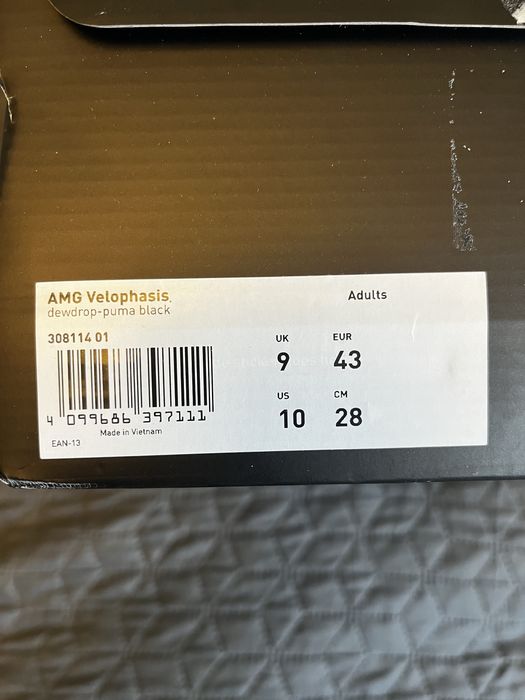 AMG Velophasis
dewdrop-puma black
Adults
308114 01
4 099686 397111
Made in Vietnam
EAN-13
UK
9
EUR
43
US
10
CM
28